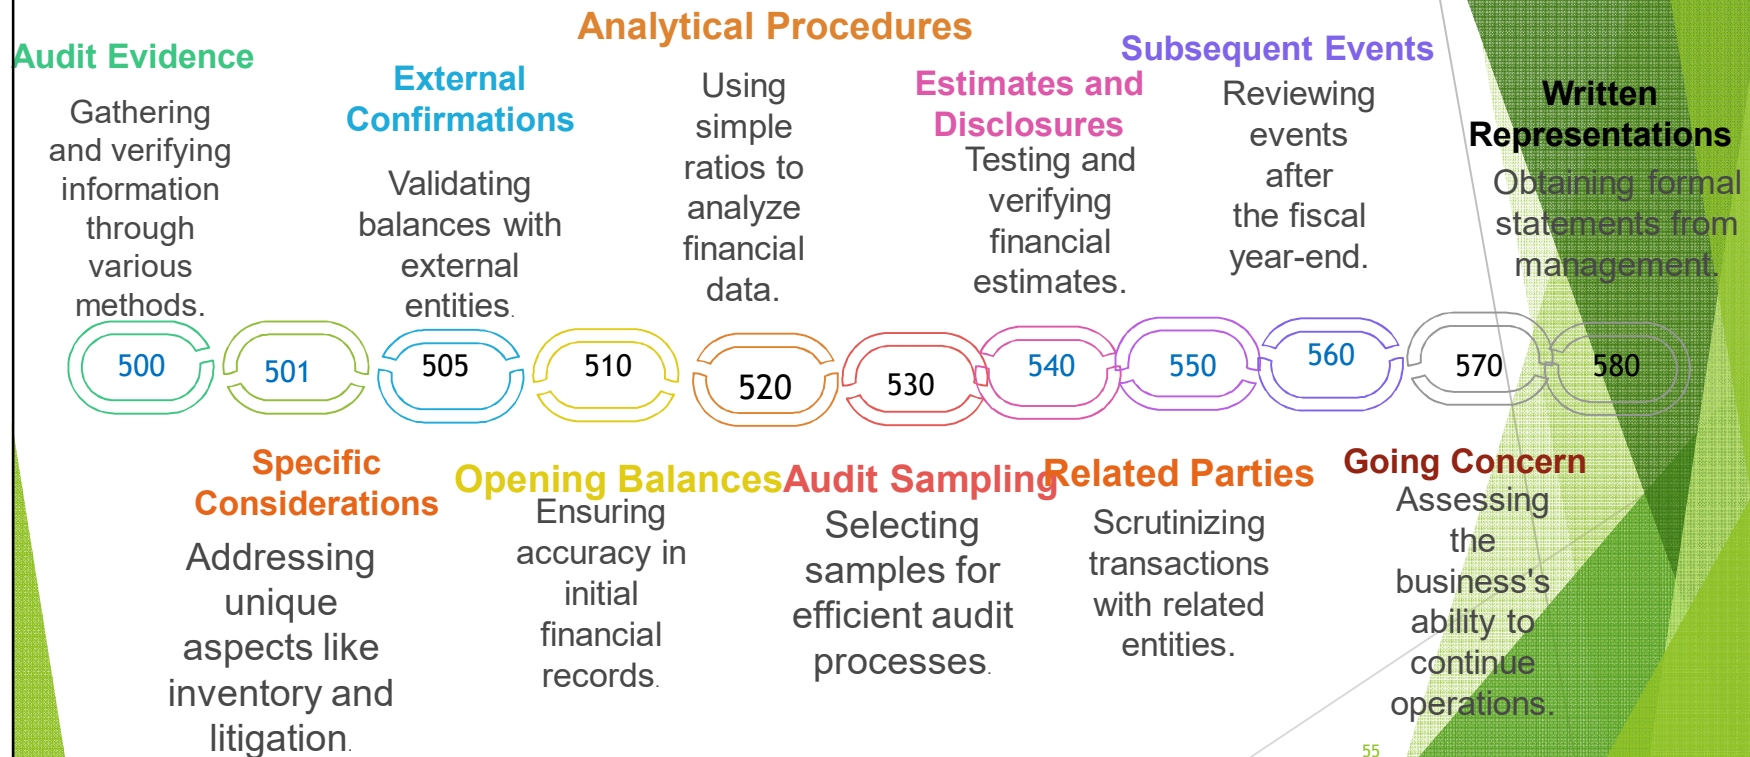 Audit Evidence
Gathering
and verifying
information
through
various
methods.
External
Confirmations
Validating
balances with
external
entities.
Analytical Procedures
Using
simple
ratios to
analyze
financial
data.
Estimates and
Disclosures
Testing and
verifying
financial
estimates.
Subsequent Events
Reviewing
events
after
the fiscal
year-end.
Written
Representations
Obtaining formal
statements from
management.
500
501
505
510
520
530
540
550
560
570
580
Specific
Considerations
Addressing
unique
aspects like
inventory and
litigation.
Opening Balances
Ensuring
accuracy in
initial
financial
records.
Audit Sampling
Selecting
samples for
efficient audit
processes.
Related Parties
Scrutinizing
transactions
with related
entities.
Going Concern
Assessing
the
business's
ability to
continue
operations.
55